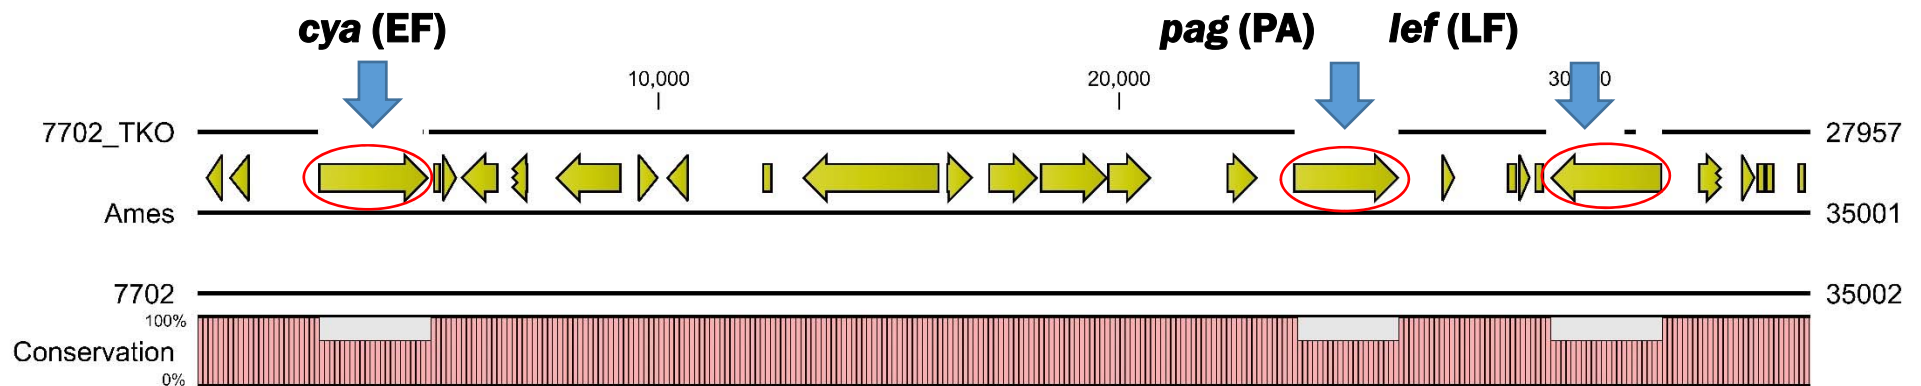 cya (EF)
pag (PA)
lef (LF)
10,000
20,000
7702_TKO
27957
Ames
35001
7702
35002
100%
Conservation
0%